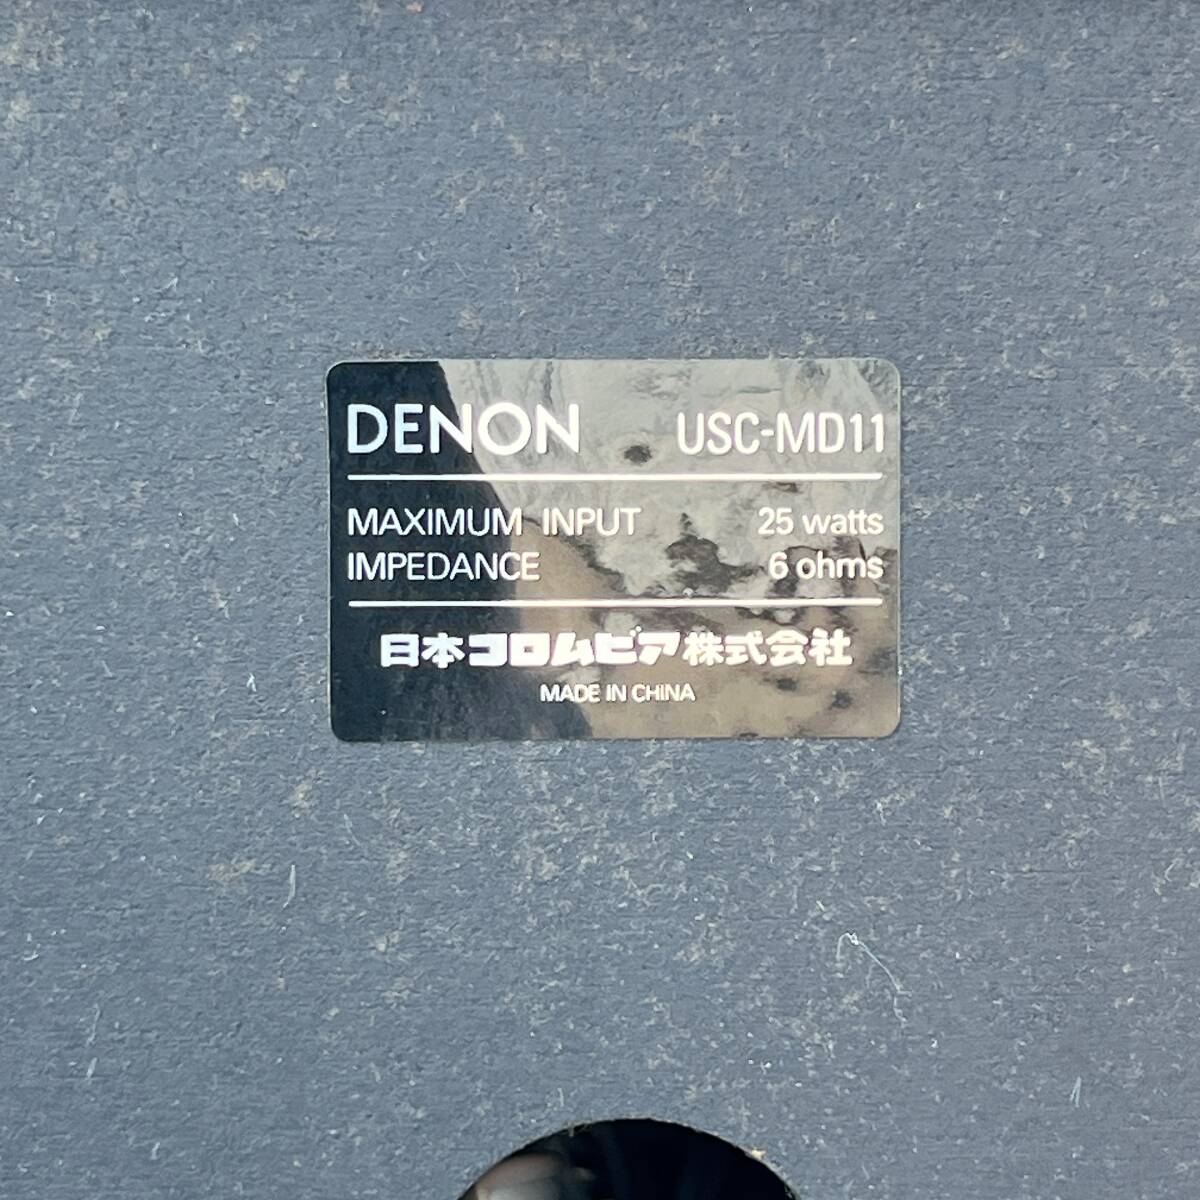 DENON USC-MD11
MAXIMUM INPUT 25 watts
IMPEDANCE 6 ohms
日本コロムビア株式会社
MADE IN CHINA